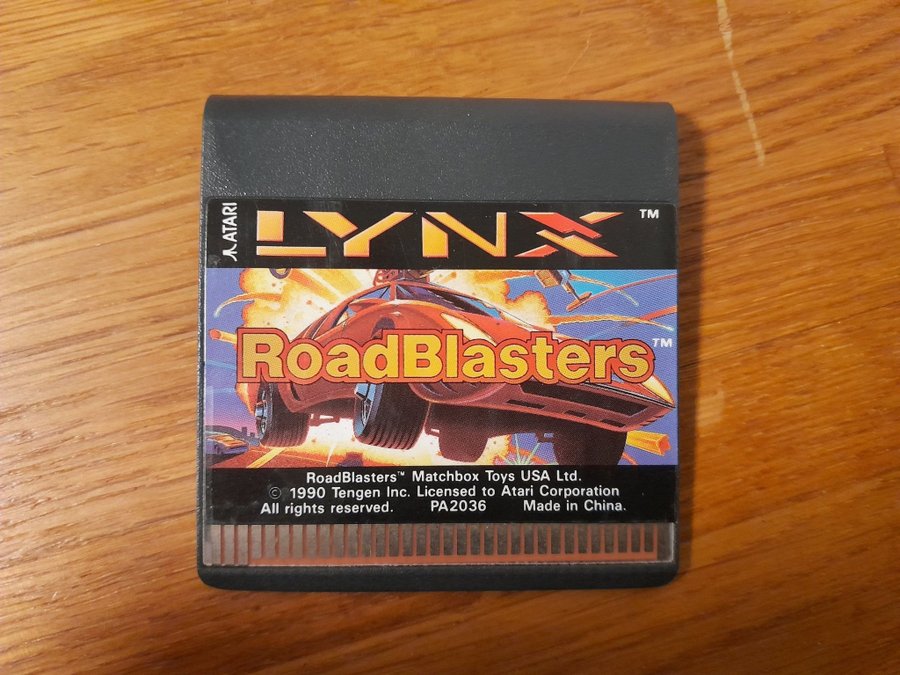 ATARI
LYNX™
RoadBlasters™
RoadBlasters™ Matchbox Toys USA Ltd.
© 1990 Tengen Inc. Licensed to Atari Corporation
All rights reserved. PA2036 Made in China.